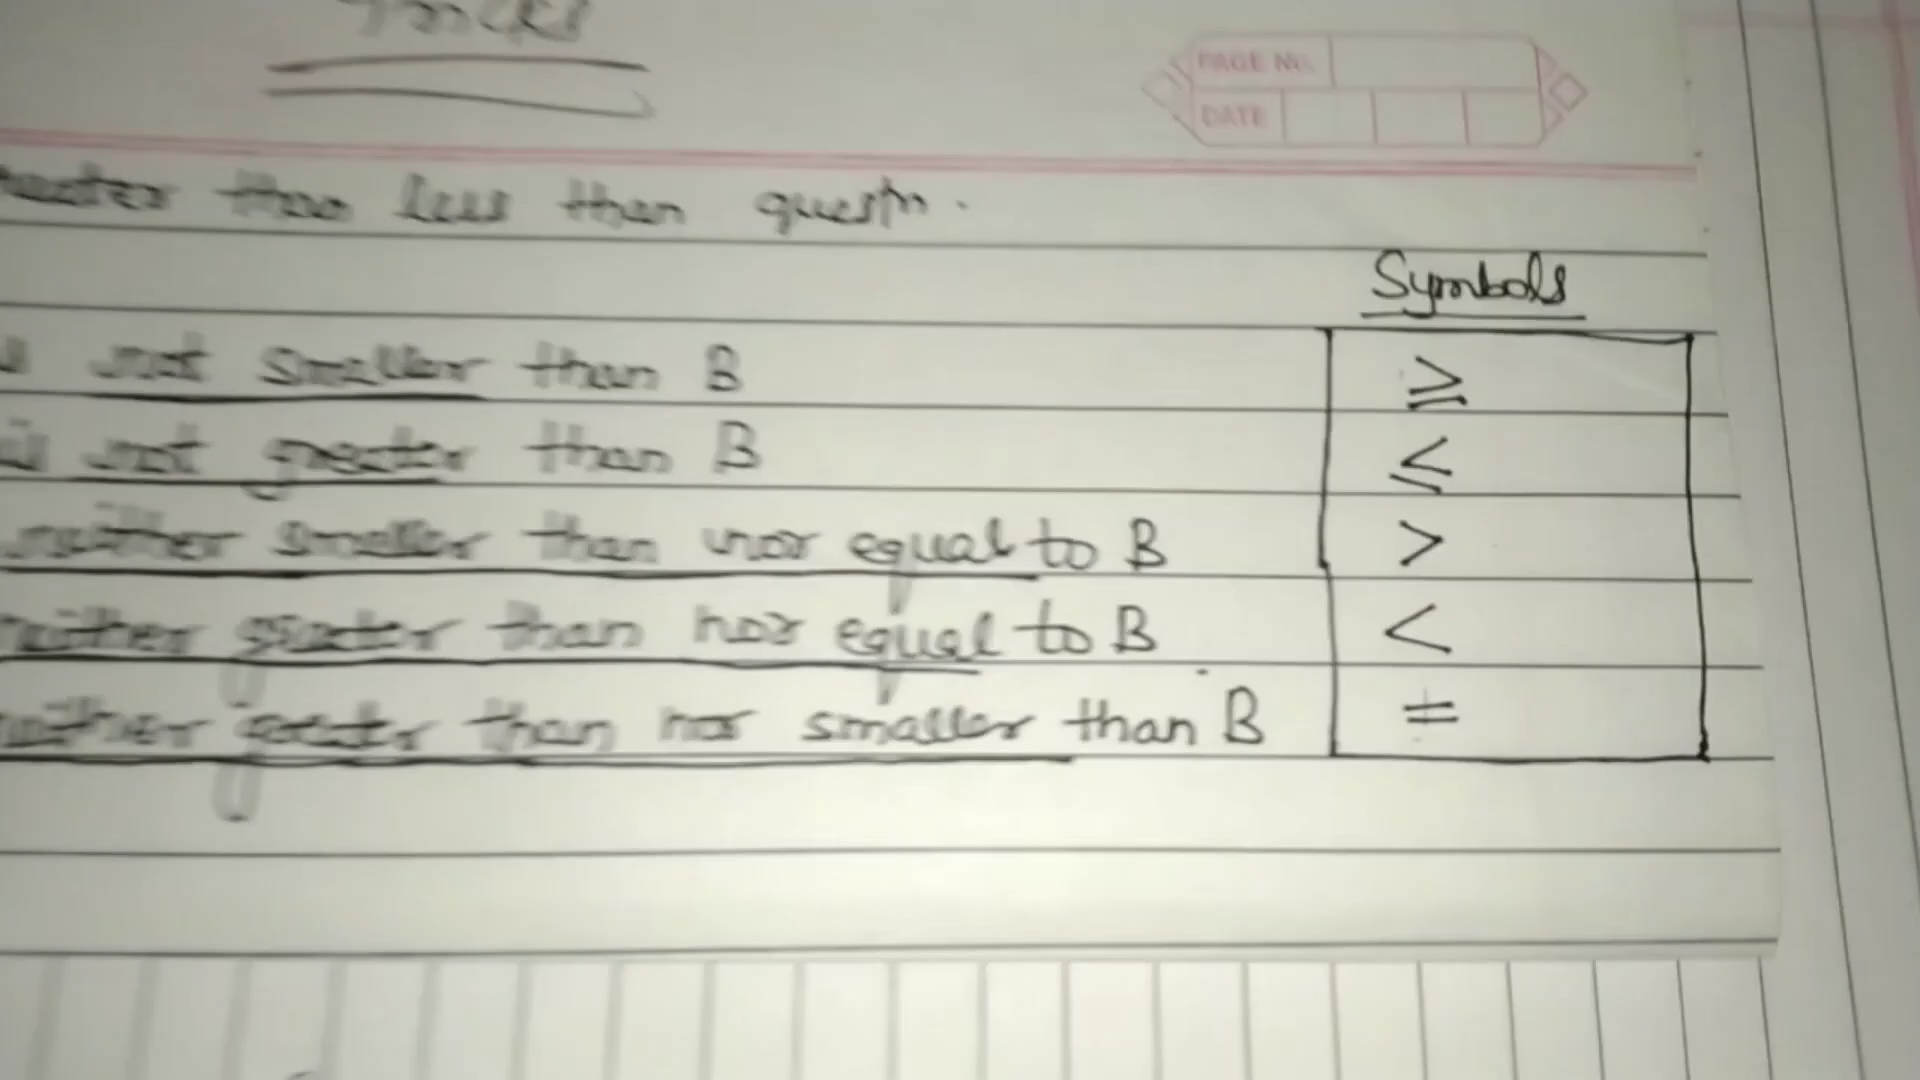 Tricks
PAGE No.
DATE
than less than questn.
Symbols
not smaller than B ≥
is not greater than B ≤
neither smaller than nor equal to B >
neither greater than nor equal to B <
neither greater than nor smaller than B =